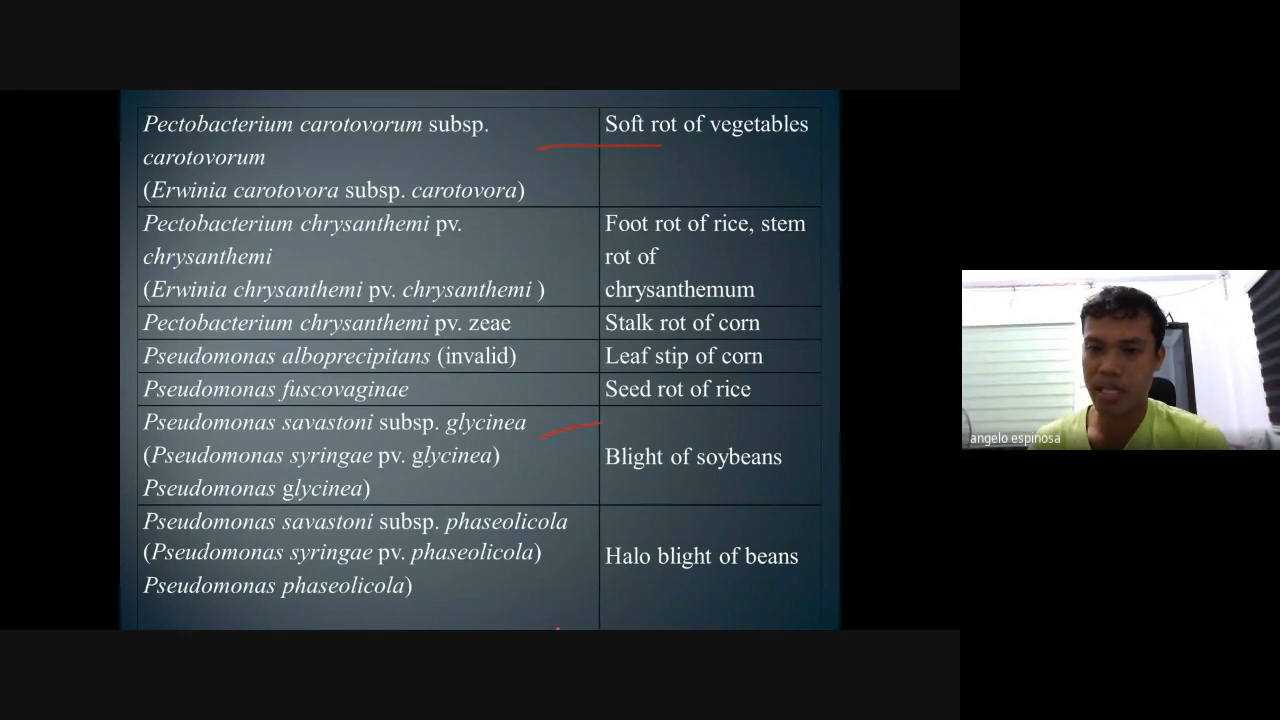 Pectobacterium carotovorum subsp.
carotovorum
(Erwinia carotovora subsp. carotovora)
Soft rot of vegetables
Pectobacterium chrysanthemi pv.
chrysanthemi
(Erwinia chrysanthemi pv. chrysanthemi )
Foot rot of rice, stem
rot of
chrysanthemum
Pectobacterium chrysanthemi pv. zeae
Stalk rot of corn
Pseudomonas alboprecipitans (invalid)
Leaf stip of corn
Pseudomonas fuscovaginae
Seed rot of rice
Pseudomonas savastoni subsp. glycinea
(Pseudomonas syringae pv. glycinea)
Pseudomonas glycinea)
Blight of soybeans
Pseudomonas savastoni subsp. phaseolicola
(Pseudomonas syringae pv. phaseolicola)
Pseudomonas phaseolicola)
Halo blight of beans
angelo espinosa